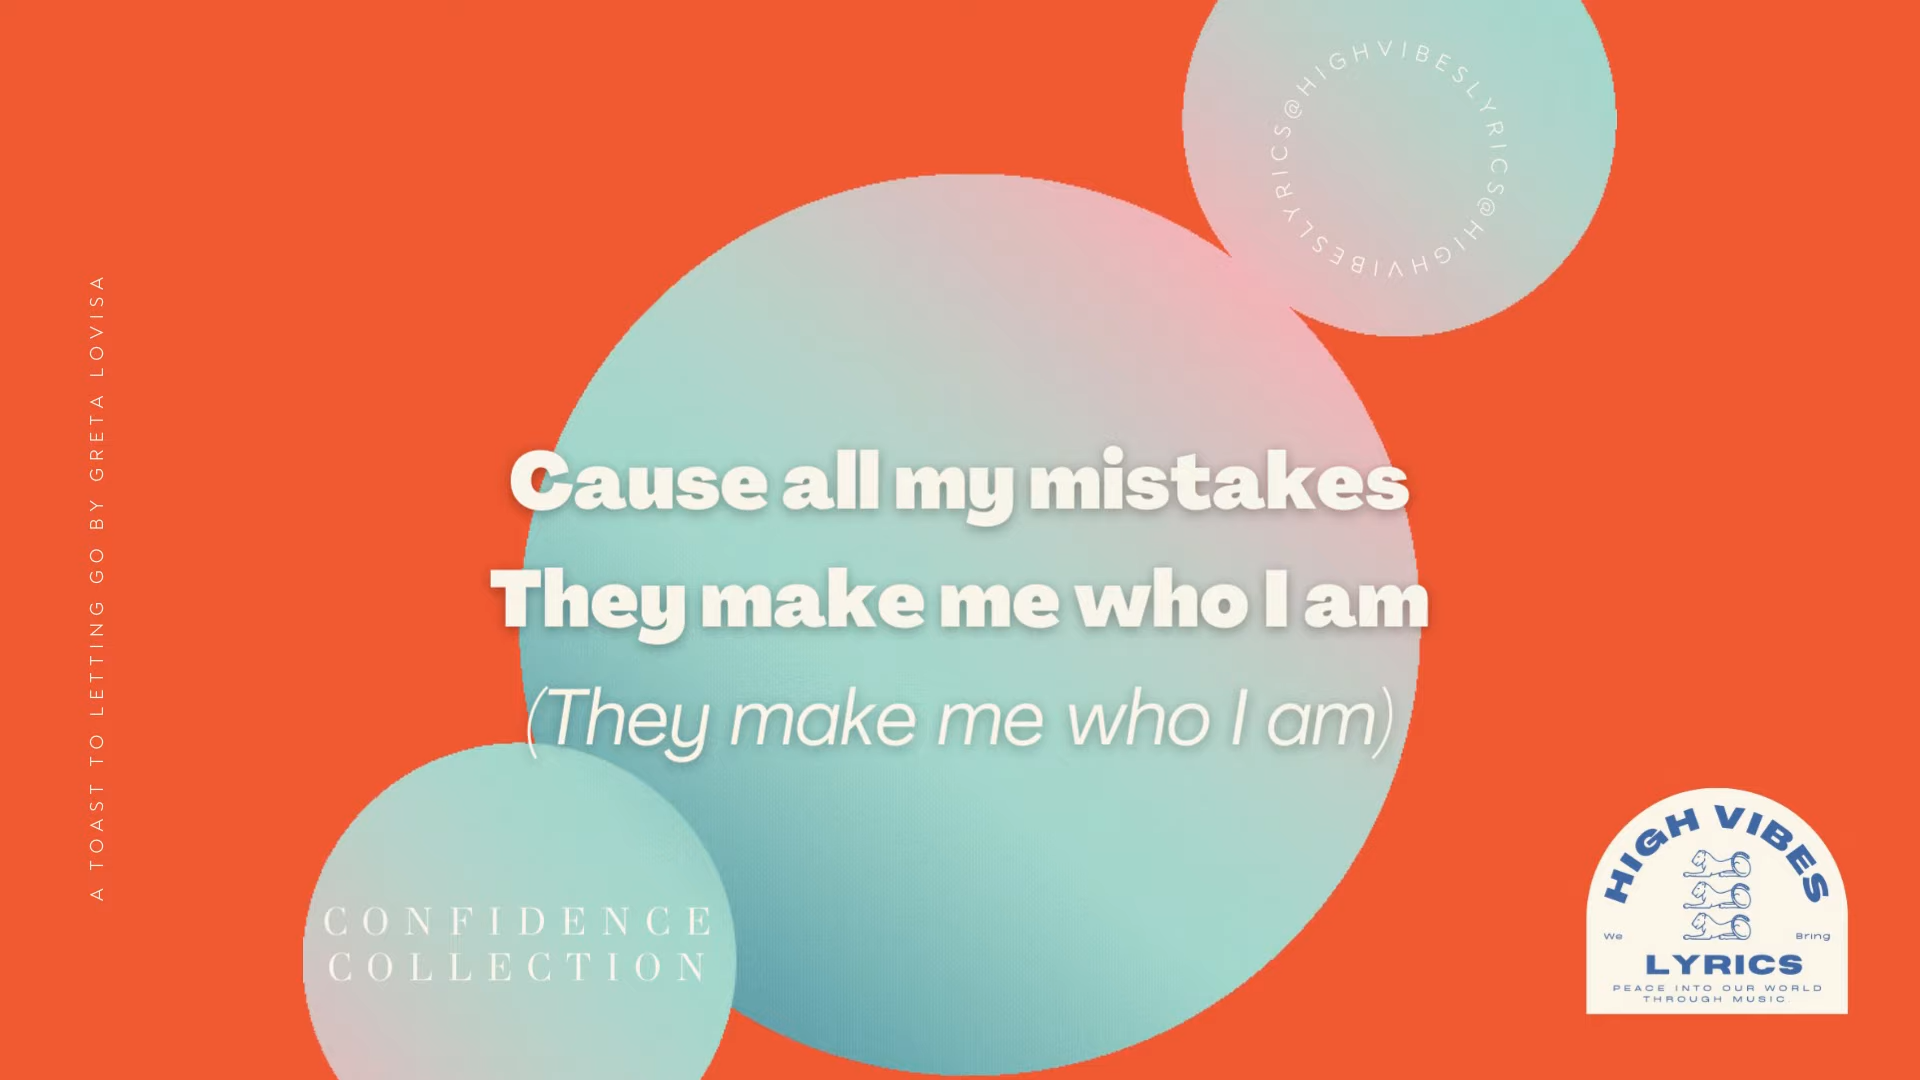 @HIGHVIBESLYRICS@HIGHVIBESLYRICS
A TOAST TO LETTING GO BY GRETA LOVISA
Cause all my mistakes
They make me who I am
(They make me who I am)
CONFIDENCE
COLLECTION
HIGH VIBES
We Bring
LYRICS
PEACE INTO OUR WORLD
THROUGH MUSIC